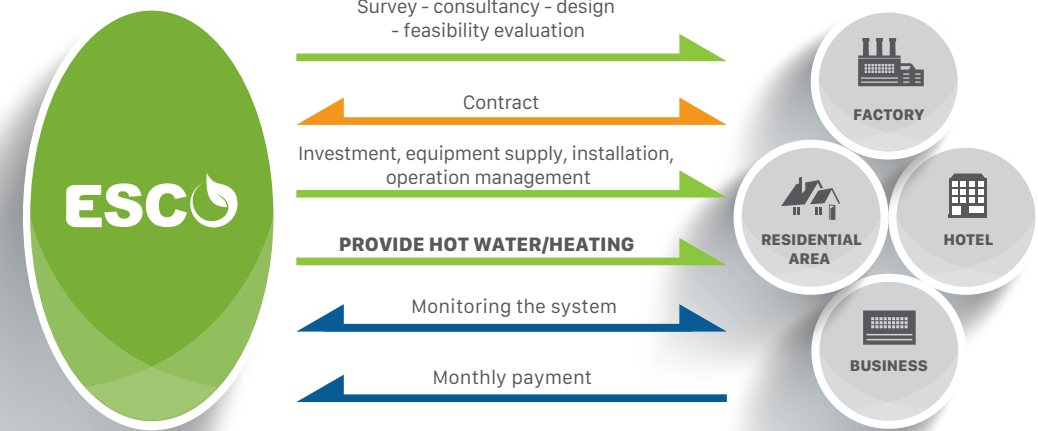 Survey - consultancy - design
- feasibility evaluation
Contract
Investment, equipment supply, installation,
operation management
PROVIDE HOT WATER/HEATING
Monitoring the system
Monthly payment
ESCO
FACTORY
RESIDENTIAL
AREA
HOTEL
BUSINESS